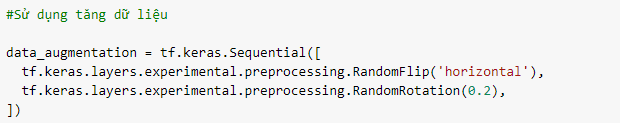 #Sử dụng tăng dữ liệu
data_augmentation = tf.keras.Sequential([
  tf.keras.layers.experimental.preprocessing.RandomFlip('horizontal'),
  tf.keras.layers.experimental.preprocessing.RandomRotation(0.2),
])